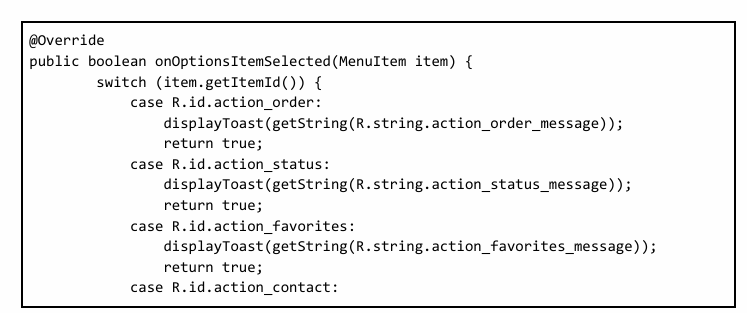 @Override
public boolean onOptionsItemSelected(MenuItem item) {
        switch (item.getItemId()) {
            case R.id.action_order:
                displayToast(getString(R.string.action_order_message));
                return true;
            case R.id.action_status:
                displayToast(getString(R.string.action_status_message));
                return true;
            case R.id.action_favorites:
                displayToast(getString(R.string.action_favorites_message));
                return true;
            case R.id.action_contact: